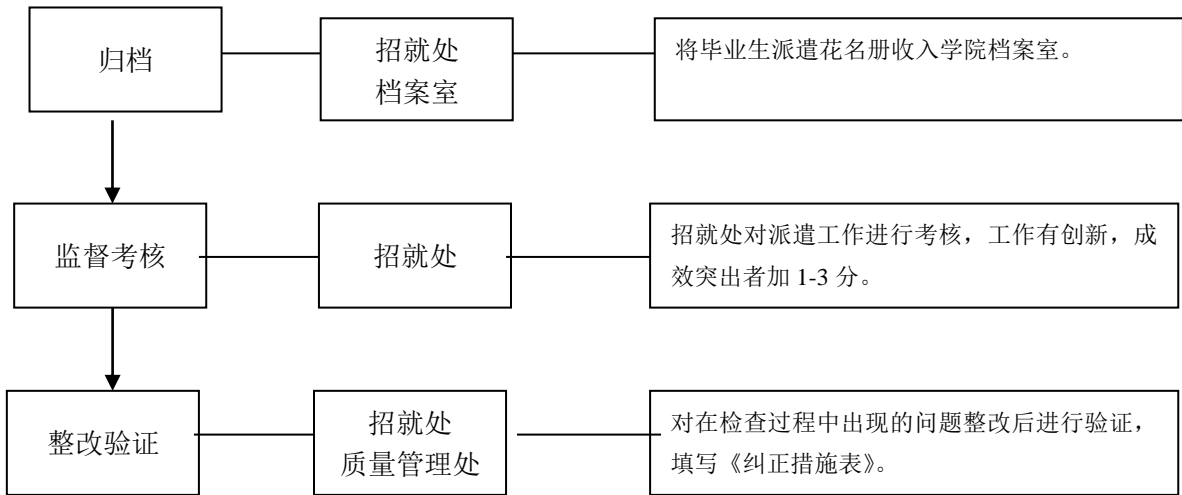 归档
招就处
档案室
将毕业生派遣花名册收入学院档案室。
监督考核
招就处
招就处对派遣工作进行考核，工作有创新，成
效突出者加 1-3 分。
整改验证
招就处
质量管理处
对在检查过程中出现的问题整改后进行验证，
填写《纠正措施表》。